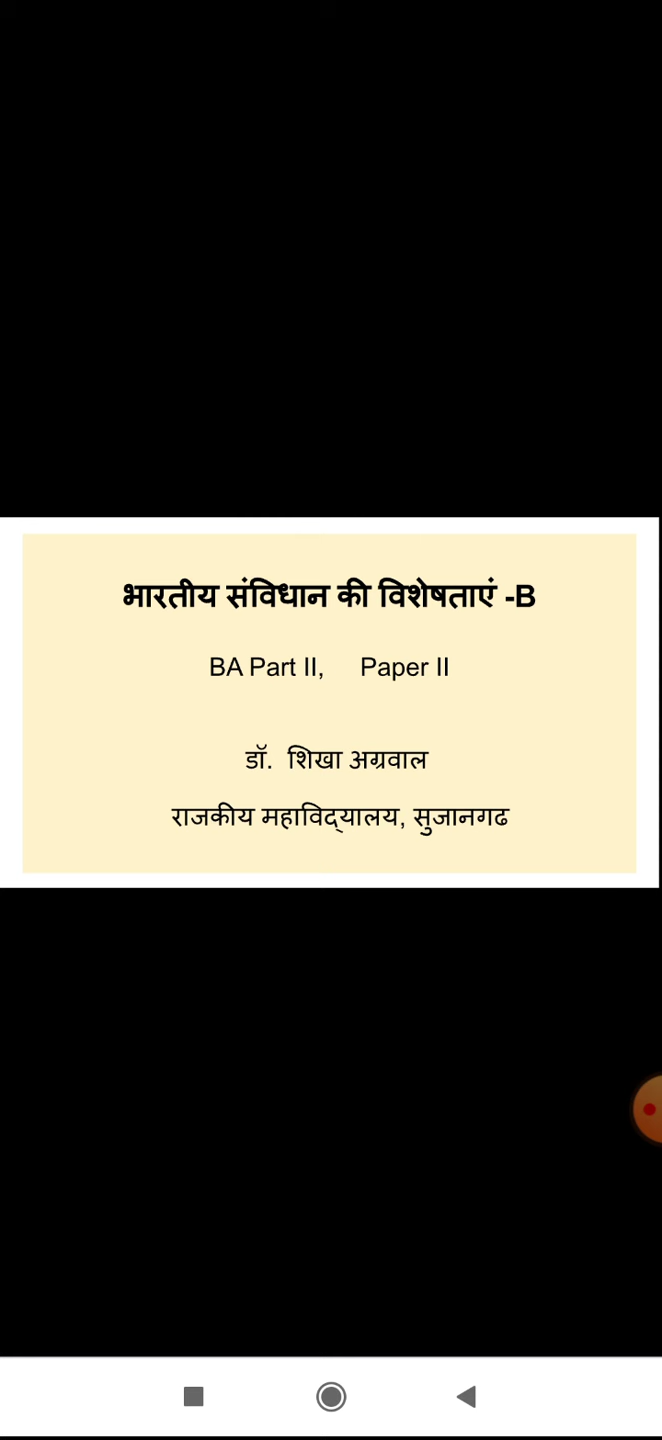 भारतीय संविधान की विशेषताएं -B
BA Part II, Paper II
डॉ. शिखा अग्रवाल
राजकीय महाविद्यालय, सुजानगढ